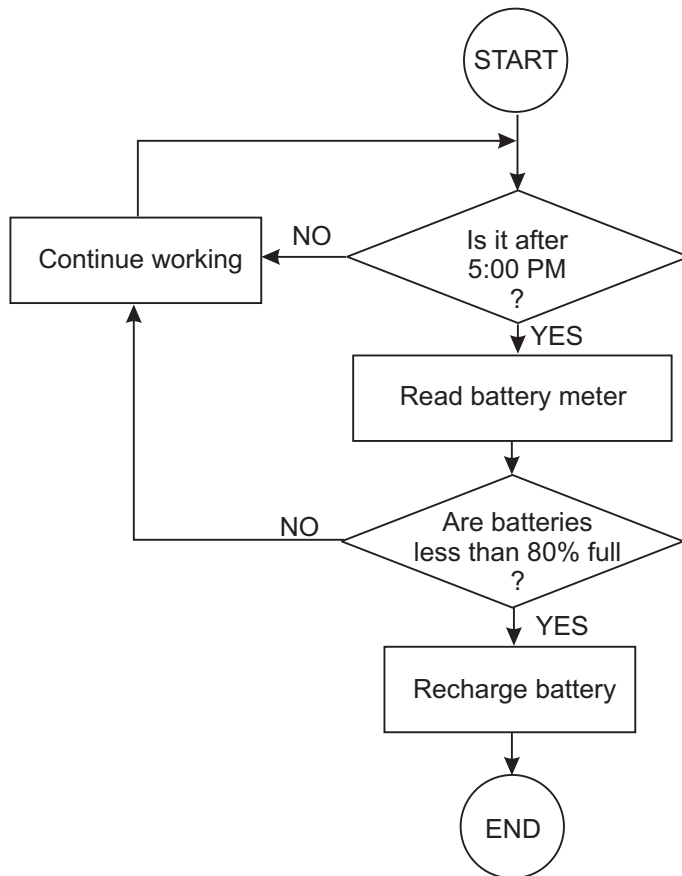 START
NO
Continue working
Is it after
5:00 PM
?
YES
Read battery meter
NO
Are batteries
less than 80% full
?
YES
Recharge battery
END